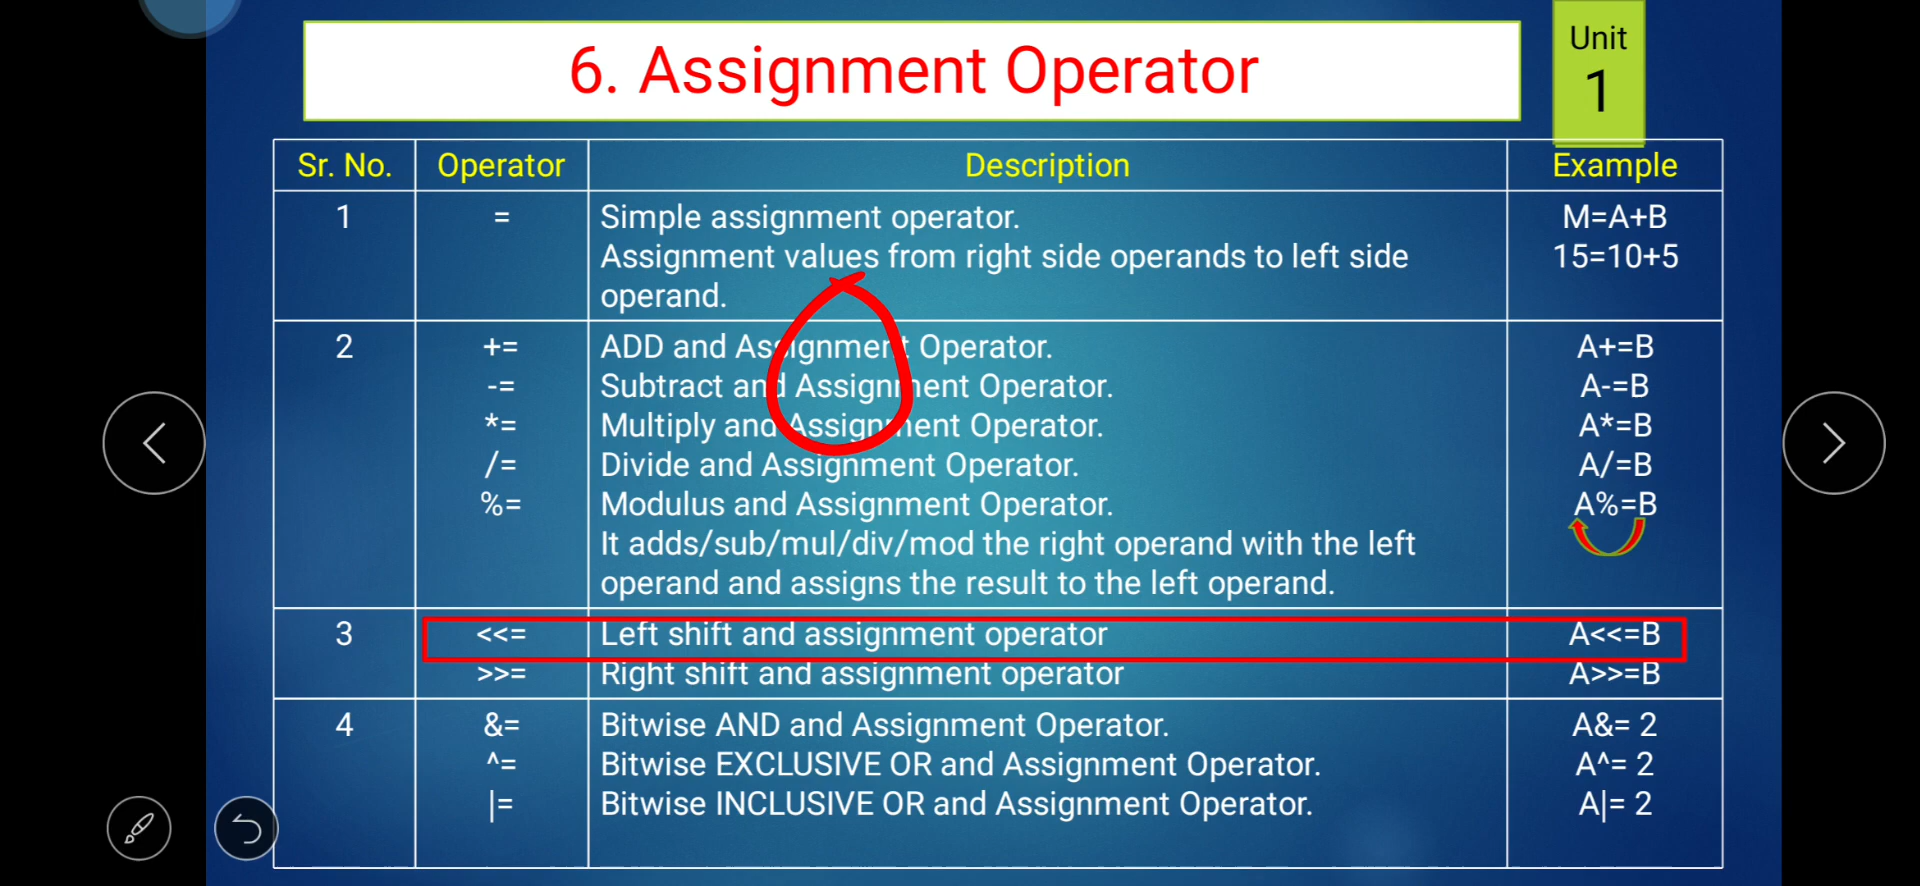 6. Assignment Operator
Unit
1
Sr. No. Operator Description Example
1 = Simple assignment operator. M=A+B
Assignment values from right side operands to left side 15=10+5
operand.
2 += ADD and Assignment Operator. A+=B
-= Subtract and Assignment Operator. A-=B
*= Multiply and Assignment Operator. A*=B
/= Divide and Assignment Operator. A/=B
%= Modulus and Assignment Operator. A%=B
It adds/sub/mul/div/mod the right operand with the left
operand and assigns the result to the left operand.
3 <<= Left shift and assignment operator A<<=B
>>= Right shift and assignment operator A>>=B
4 &= Bitwise AND and Assignment Operator. A&= 2
^= Bitwise EXCLUSIVE OR and Assignment Operator. A^= 2
|= Bitwise INCLUSIVE OR and Assignment Operator. A|= 2